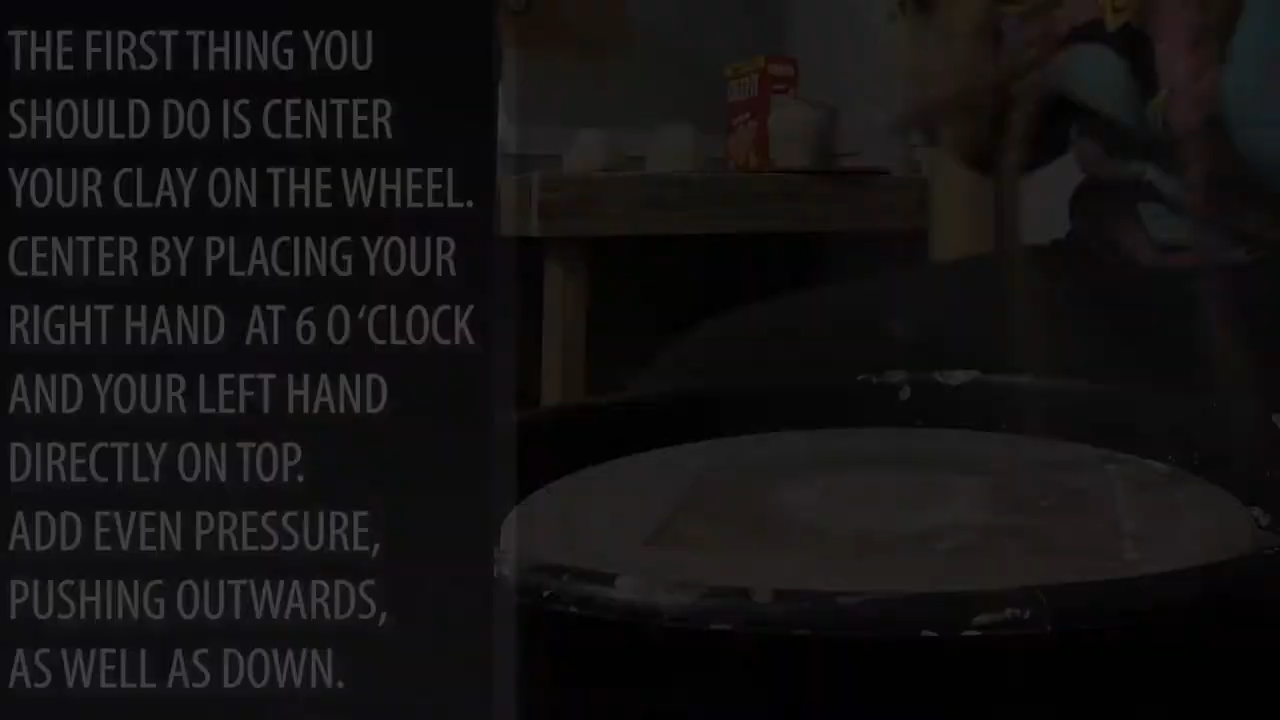 THE FIRST THING YOU
SHOULD DO IS CENTER
YOUR CLAY ON THE WHEEL.
CENTER BY PLACING YOUR
RIGHT HAND  AT 6 O ‘CLOCK
AND YOUR LEFT HAND
DIRECTLY ON TOP.
ADD EVEN PRESSURE,
PUSHING OUTWARDS,
AS WELL AS DOWN.